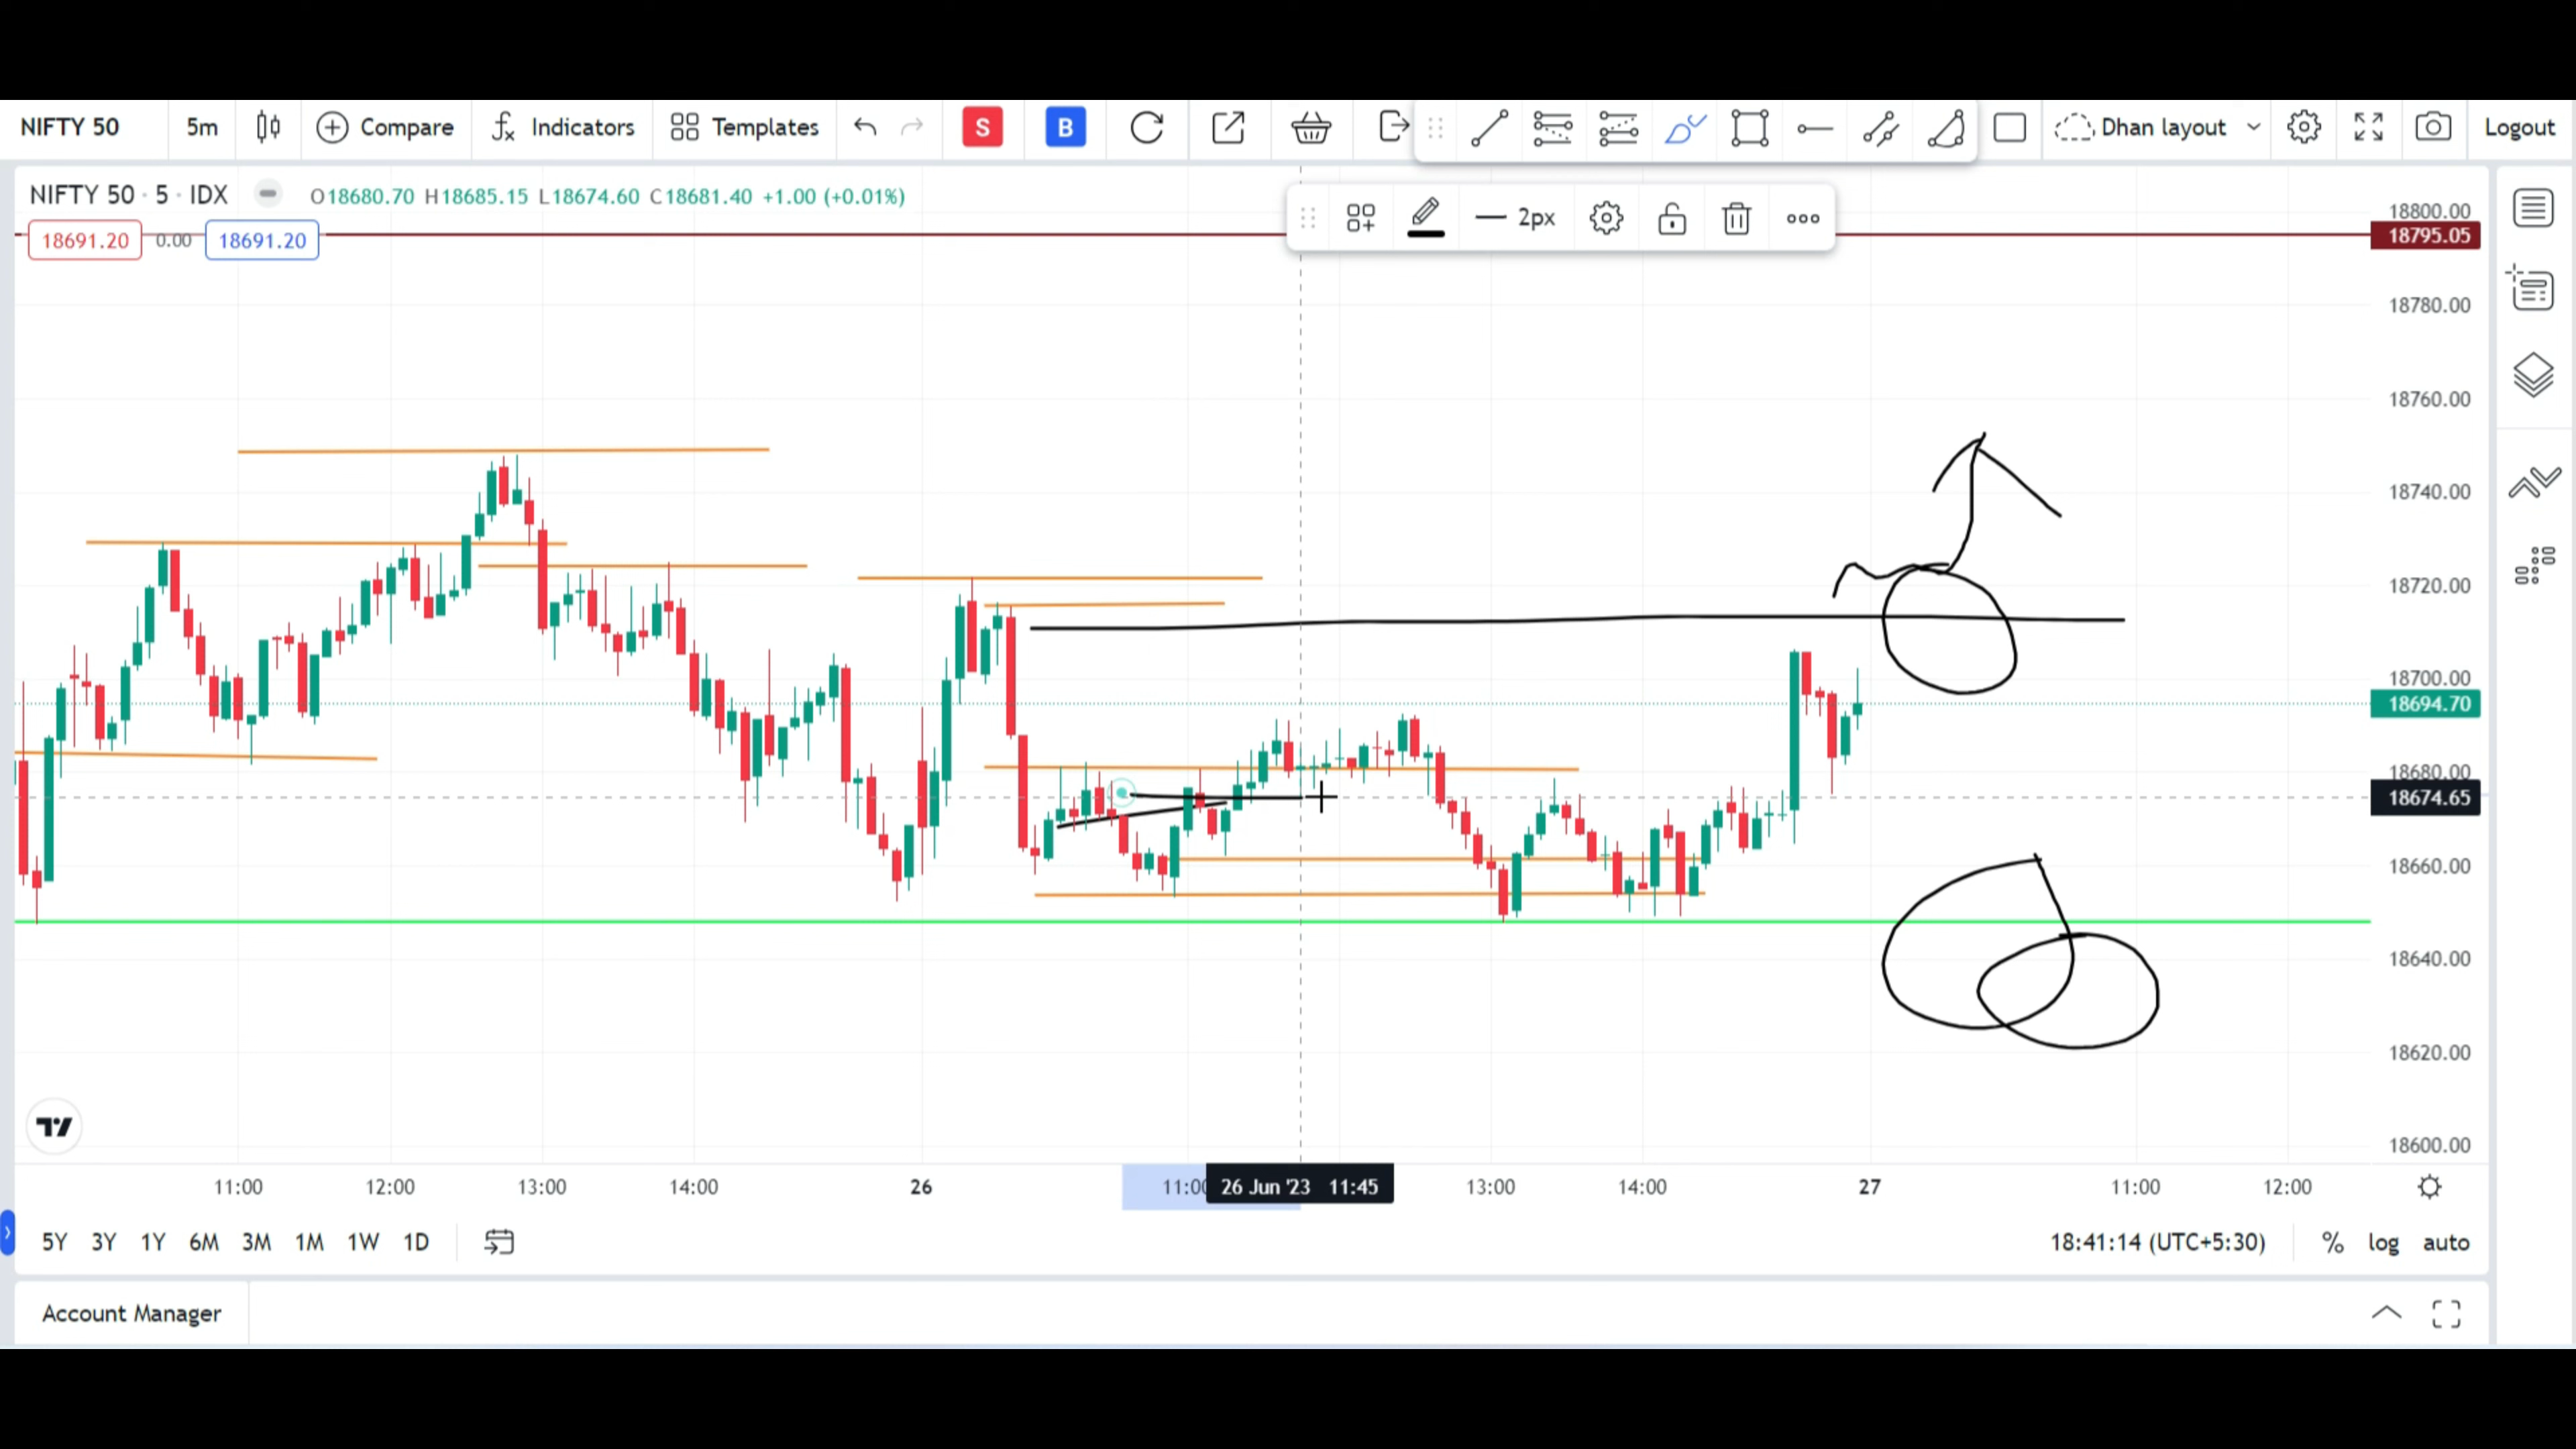 NIFTY 50 5m Compare Indicators Templates S B Dhan layout Logout
NIFTY 50 · 5 · IDX O18680.70 H18685.15 L18674.60 C18681.40 +1.00 (+0.01%)
2px
18691.20 0.00 18691.20
18800.00
18795.05
18780.00
18760.00
18740.00
18720.00
18700.00
18694.70
18680.00
18674.65
18660.00
18640.00
18620.00
18600.00
11:00 12:00 13:00 14:00 26 11:00 26 Jun '23 11:45 13:00 14:00 27 11:00 12:00
5Y 3Y 1Y 6M 3M 1M 1W 1D 18:41:14 (UTC+5:30) % log auto
Account Manager